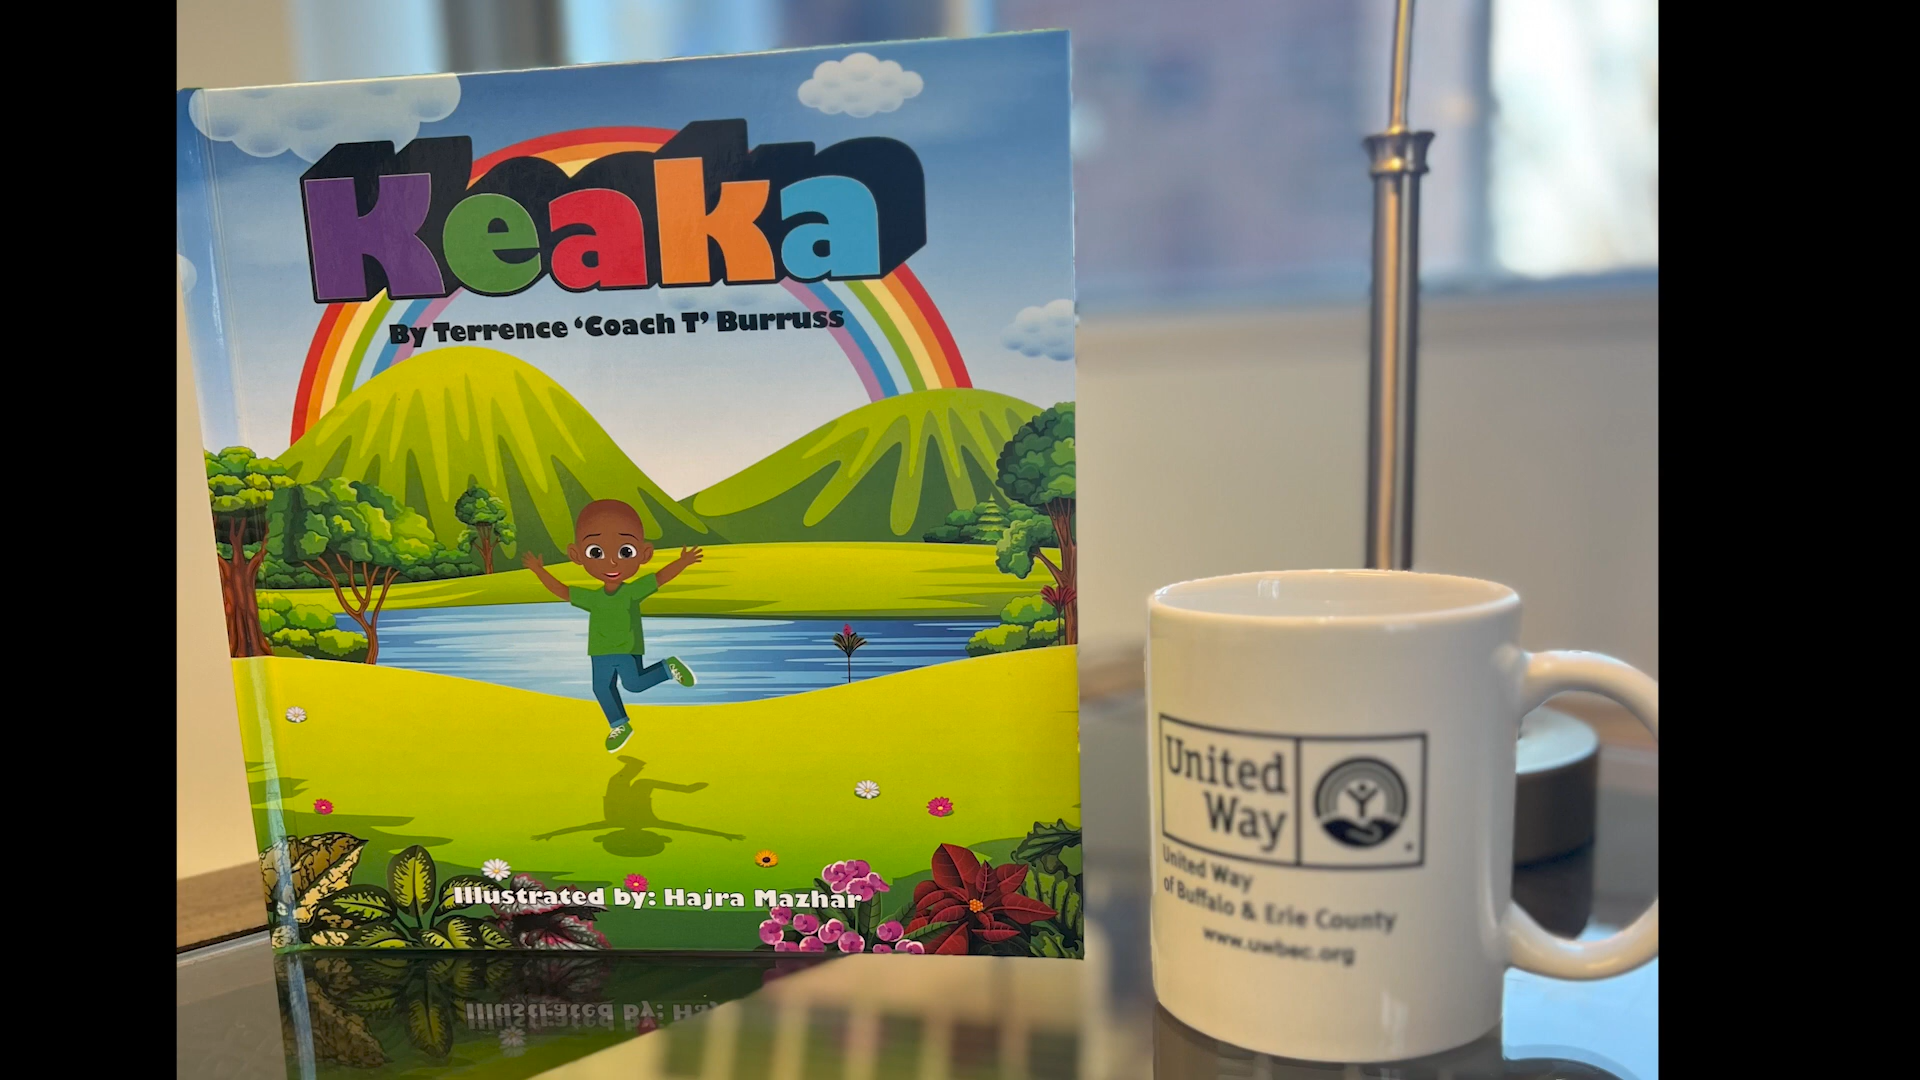 Keaka
By Terrence ‘Coach T’ Burruss
Illustrated by: Hajra Mazhar
United
Way
United Way
of Buffalo & Erie County
www.uwbec.org